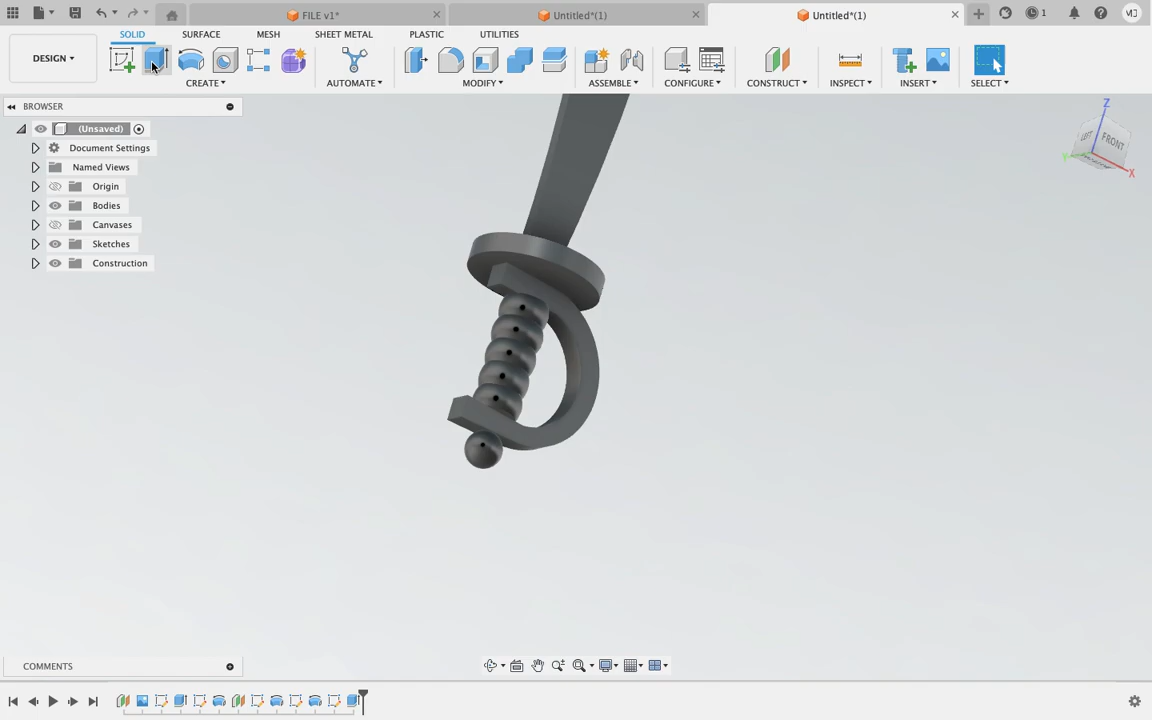 FILE v1*
Untitled*(1)
Untitled*(1)
1
DESIGN
SOLID
SURFACE
MESH
SHEET METAL
PLASTIC
UTILITIES
CREATE
AUTOMATE
MODIFY
ASSEMBLE
CONFIGURE
CONSTRUCT
INSPECT
INSERT
SELECT
BROWSER
(Unsaved)
Document Settings
Named Views
Origin
Bodies
Canvases
Sketches
Construction
Z
LEFT
FRONT
Y
X
COMMENTS